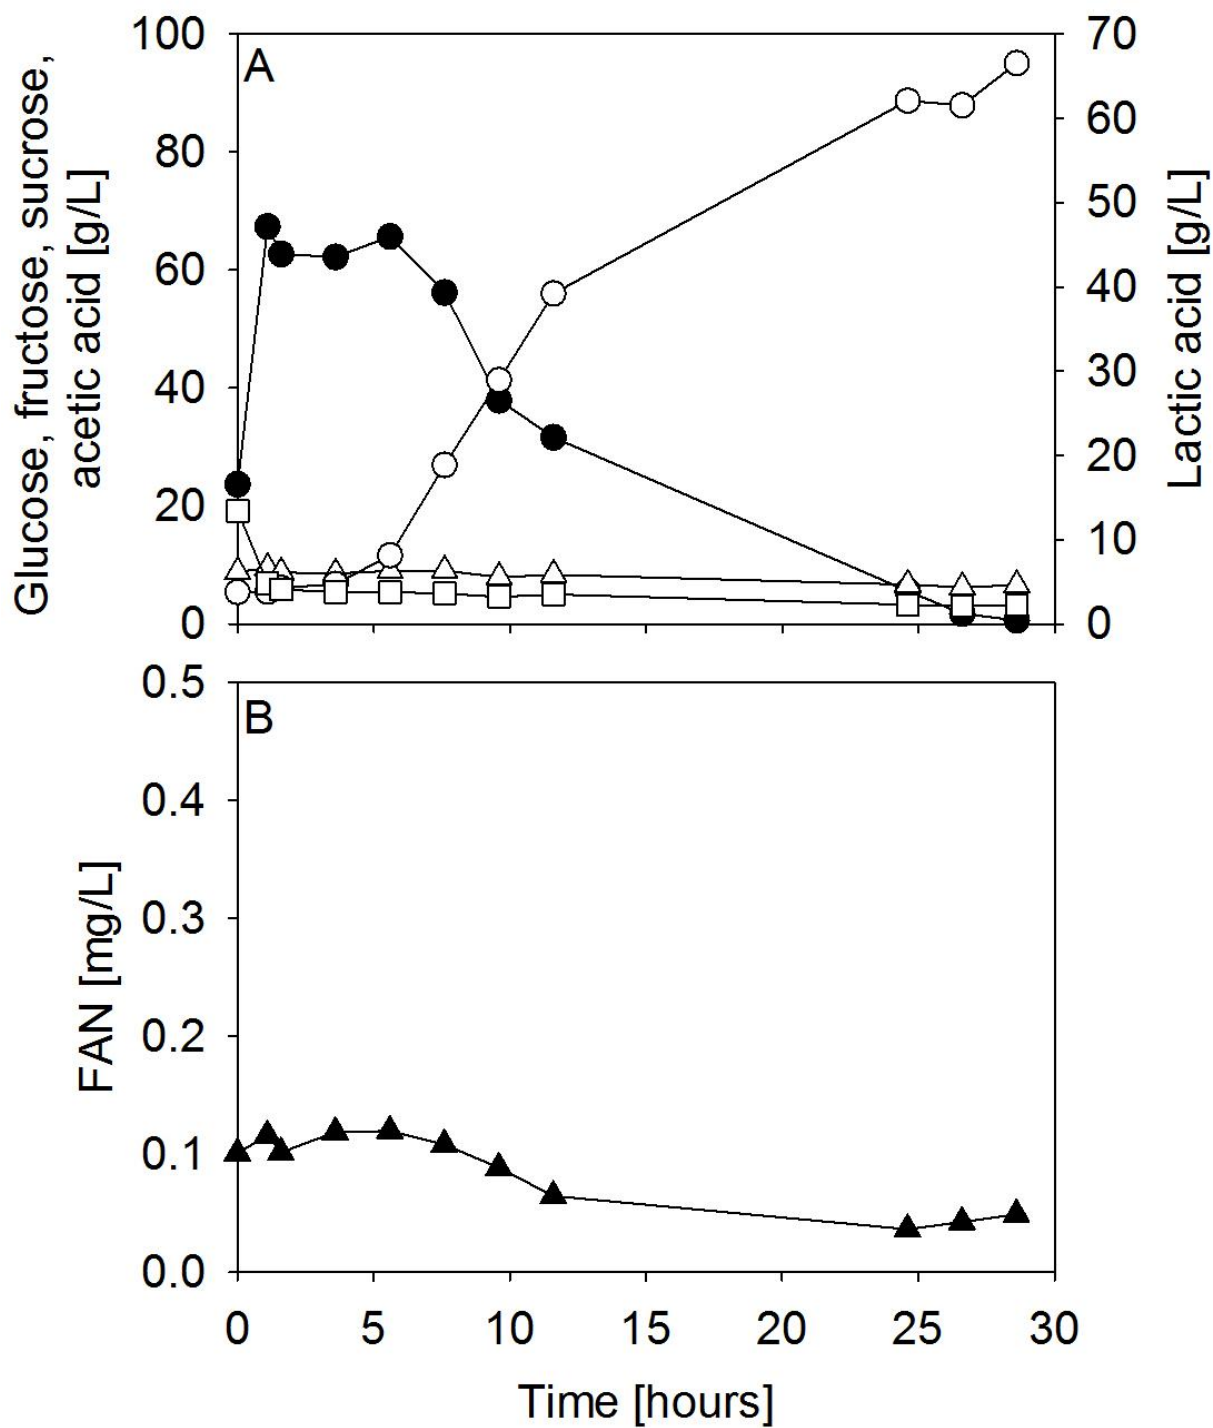 Glucose, fructose, sucrose,
acetic acid [g/L]
100
80
60
40
20
0
A
70
60
50
40
30
20
10
0
Lactic acid [g/L]
FAN [mg/L]
0.5
0.4
0.3
0.2
0.1
0.0
B
0 5 10 15 20 25 30
Time [hours]